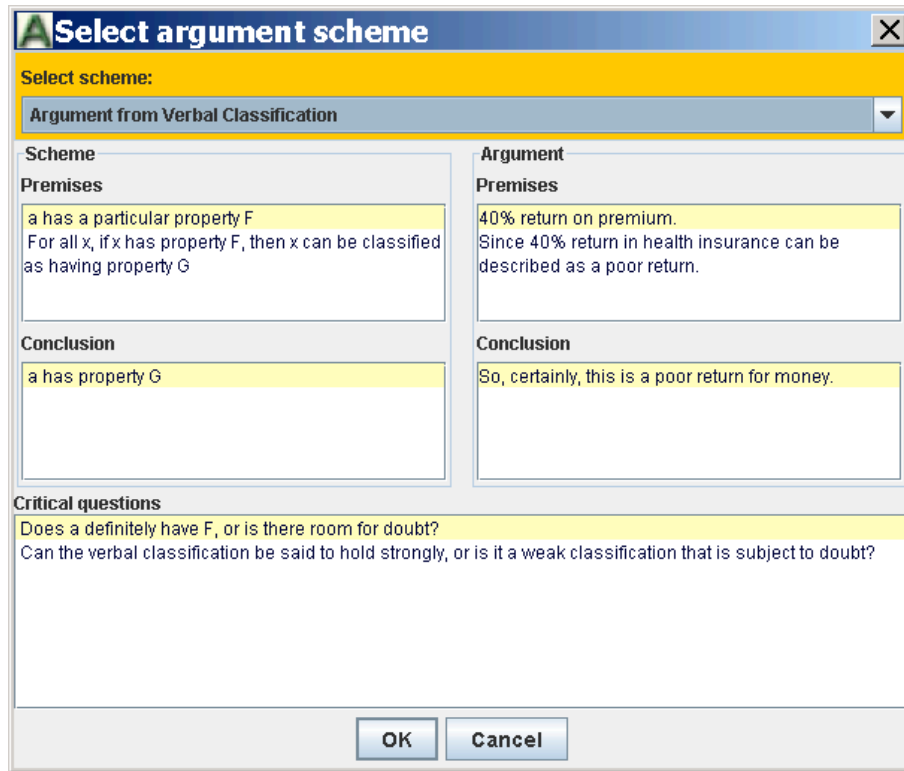 Select argument scheme
Select scheme:
Argument from Verbal Classification
Scheme
Premises
a has a particular property F
For all x, if x has property F, then x can be classified
as having property G
Conclusion
a has property G
Argument
Premises
40% return on premium.
Since 40% return in health insurance can be
described as a poor return.
Conclusion
So, certainly, this is a poor return for money.
Critical questions
Does a definitely have F, or is there room for doubt?
Can the verbal classification be said to hold strongly, or is it a weak classification that is subject to doubt?
OK
Cancel